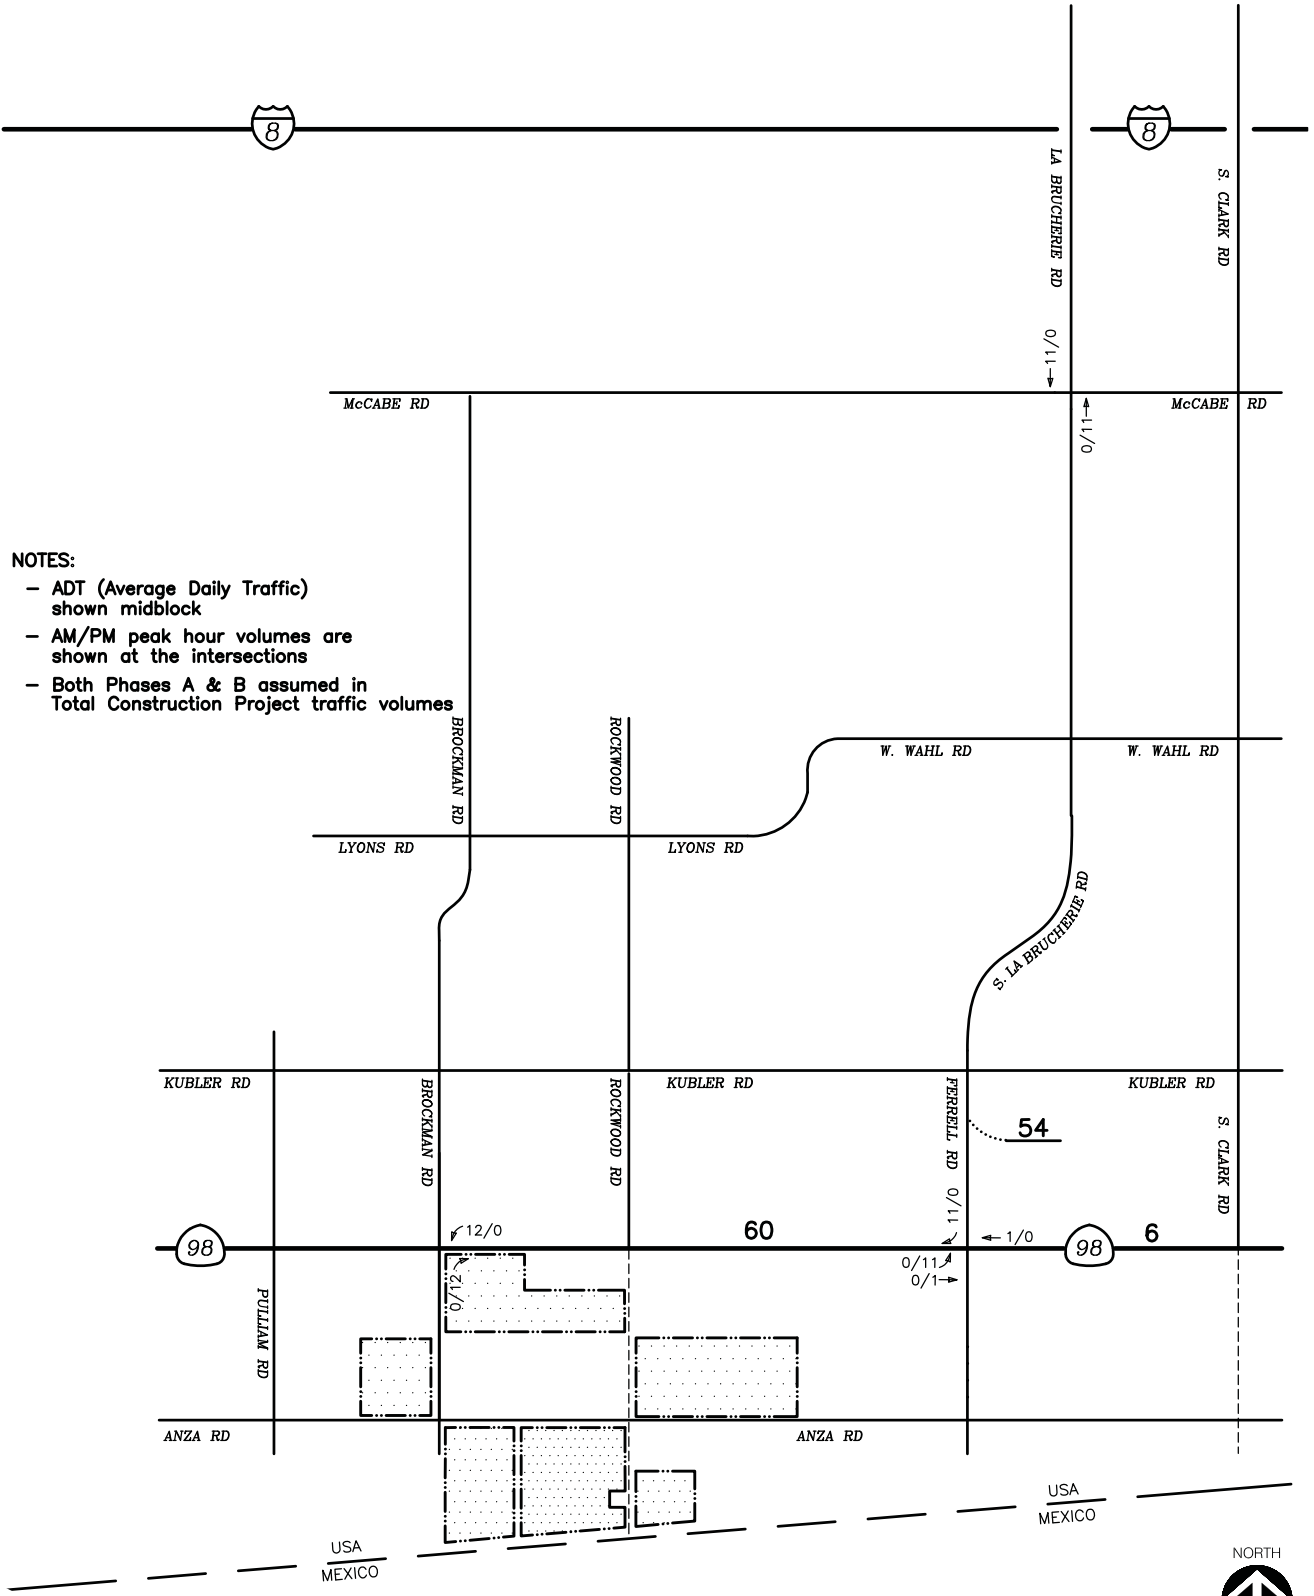 8
8
LA BRUCHERIE RD
S. CLARK RD
11/0
McCABE RD
McCABE RD
0/11
NOTES:
– ADT (Average Daily Traffic)
shown midblock
– AM/PM peak hour volumes are
shown at the intersections
– Both Phases A & B assumed in
Total Construction Project traffic volumes
BROCKMAN RD
ROCKWOOD RD
W. WAHL RD
W. WAHL RD
LYONS RD
LYONS RD
S. LA BRUCHERIE RD
KUBLER RD
KUBLER RD
KUBLER RD
BROCKMAN RD
ROCKWOOD RD
FERRELL RD
54
S. CLARK RD
11/0
12/0
60
1/0
6
98
98
0/11
0/1
0/12
PULLIAM RD
ANZA RD
ANZA RD
USA
MEXICO
USA
MEXICO
NORTH